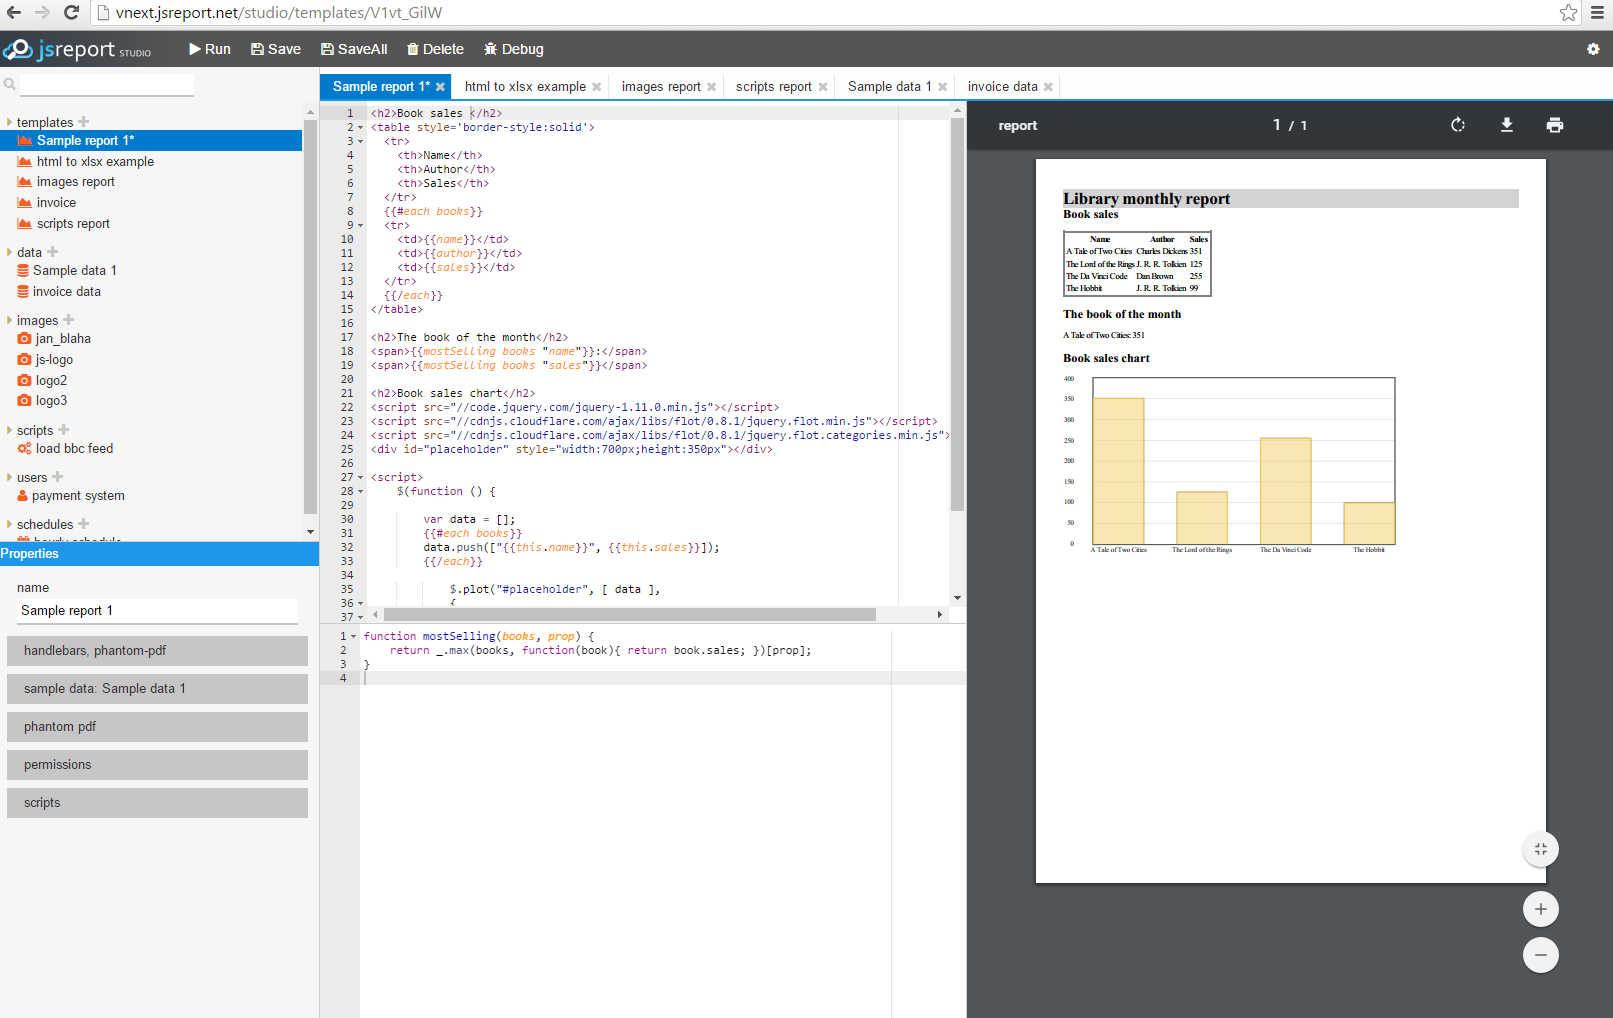 vnext.jsreport.net/studio/templates/V1vt_GilW
jsreport STUDIO
Run Save SaveAll Delete Debug
Sample report 1* html to xlsx example images report scripts report Sample data 1 invoice data
templates
Sample report 1*
html to xlsx example
images report
invoice
scripts report
data
Sample data 1
invoice data
images
jan_blaha
js-logo
logo2
logo3
scripts
load bbc feed
users
payment system
schedules
hourly schedule
Properties
name
Sample report 1
handlebars, phantom-pdf
sample data: Sample data 1
phantom pdf
permissions
scripts
1 <h2>Book sales </h2>
2 <table style='border-style:solid'>
3 <tr>
4 <th>Name</th>
5 <th>Author</th>
6 <th>Sales</th>
7 </tr>
8 {{#each books}}
9 <tr>
10 <td>{{name}}</td>
11 <td>{{author}}</td>
12 <td>{{sales}}</td>
13 </tr>
14 {{/each}}
15 </table>
16
17 <h2>The book of the month</h2>
18 <span>{{mostSelling books "name"}}:</span>
19 <span>{{mostSelling books "sales"}}</span>
20
21 <h2>Book sales chart</h2>
22 <script src="//code.jquery.com/jquery-1.11.0.min.js"></script>
23 <script src="//cdnjs.cloudflare.com/ajax/libs/flot/0.8.1/jquery.flot.min.js"></script>
24 <script src="//cdnjs.cloudflare.com/ajax/libs/flot/0.8.1/jquery.flot.categories.min.js">
25 <div id="placeholder" style="width:700px;height:350px"></div>
26
27 <script>
28 $(function () {
29
30 var data = [];
31 {{#each books}}
32 data.push(["{{this.name}}", {{this.sales}}]);
33 {{/each}}
34
35 $.plot("#placeholder", [ data ],
36 {
37
1 function mostSelling(books, prop) {
2 return _.max(books, function(book){ return book.sales; })[prop];
3 }
4
report 1 / 1
Library monthly report
Book sales
Name Author Sales
A Tale of Two Cities Charles Dickens 351
The Lord of the Rings J. R. R. Tolkien 125
The Da Vinci Code Dan Brown 255
The Hobbit J. R. R. Tolkien 99
The book of the month
A Tale of Two Cities: 351
Book sales chart
400
350
300
250
200
150
100
50
0
A Tale of Two Cities The Lord of the Rings The Da Vinci Code The Hobbit